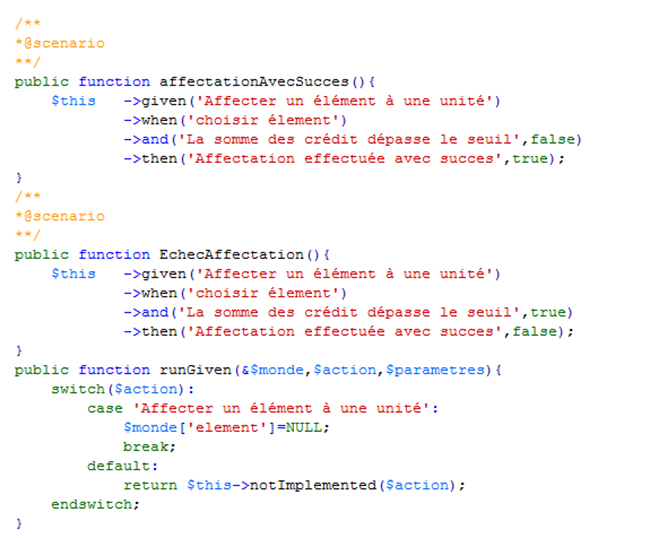 /**
*@scenario
**/
public function affectationAvecSucces(){
    $this   ->given('Affecter un élément à une unité')
            ->when('choisir élement')
            ->and('La somme des crédit dépasse le seuil',false)
            ->then('Affectation effectuée avec succes',true);
}
/**
*@scenario
**/
public function EchecAffectation(){
    $this   ->given('Affecter un élément à une unité')
            ->when('choisir élement')
            ->and('La somme des crédit dépasse le seuil',true)
            ->then('Affectation effectuée avec succes',false);
}
public function runGiven(&$monde,$action,$parametres){
    switch($action):
        case 'Affecter un élément à une unité':
            $monde['element']=NULL;
            break;
        default:
            return $this->notImplemented($action);
    endswitch;
}